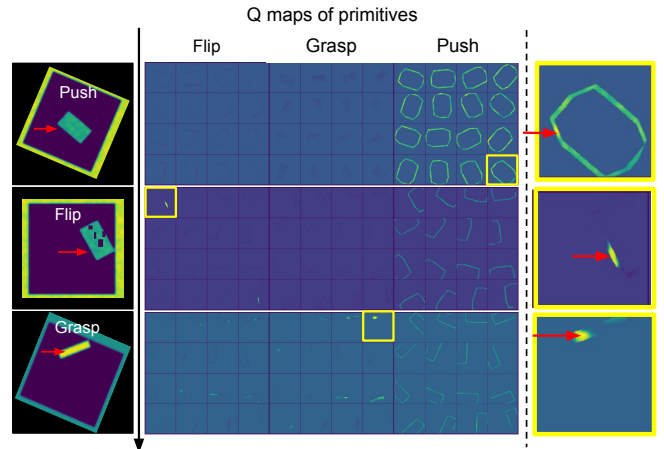 Q maps of primitives
Flip Grasp Push
Push
Flip
Grasp